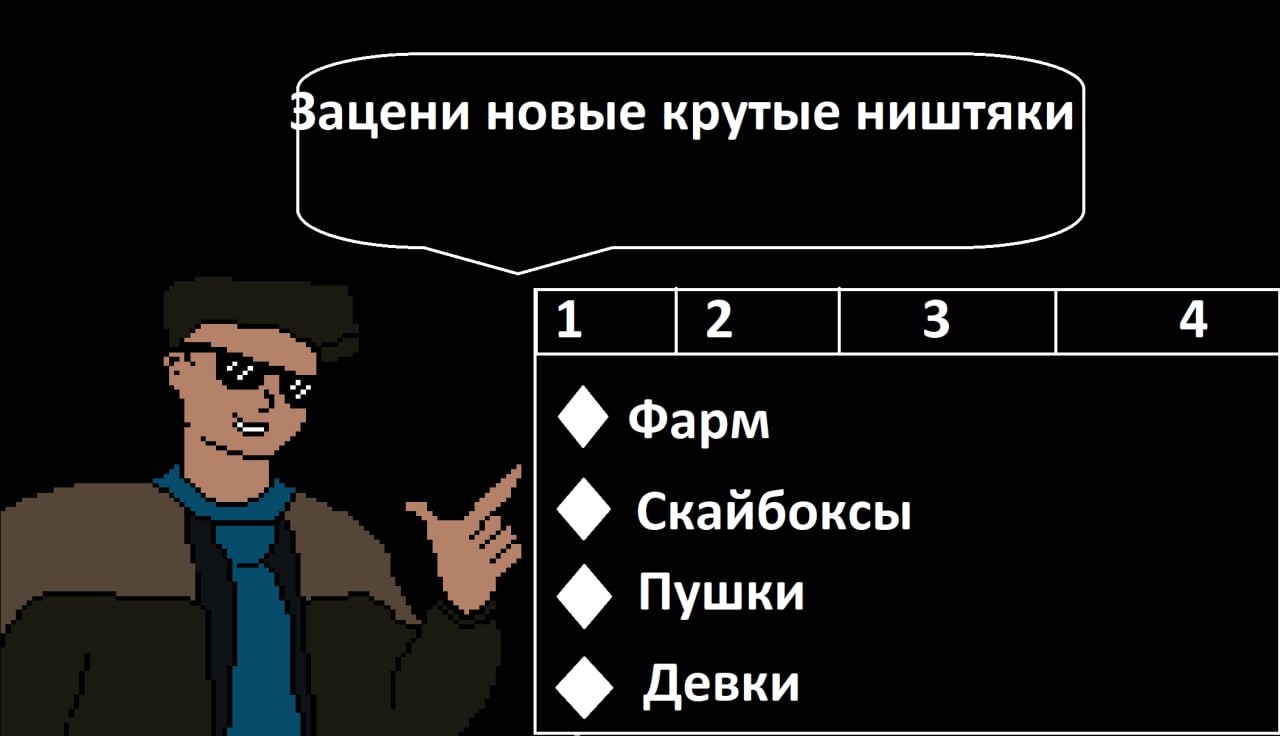 Зацени новые крутые ништяки
1 2 3 4
Фарм
Скайбоксы
Пушки
Девки